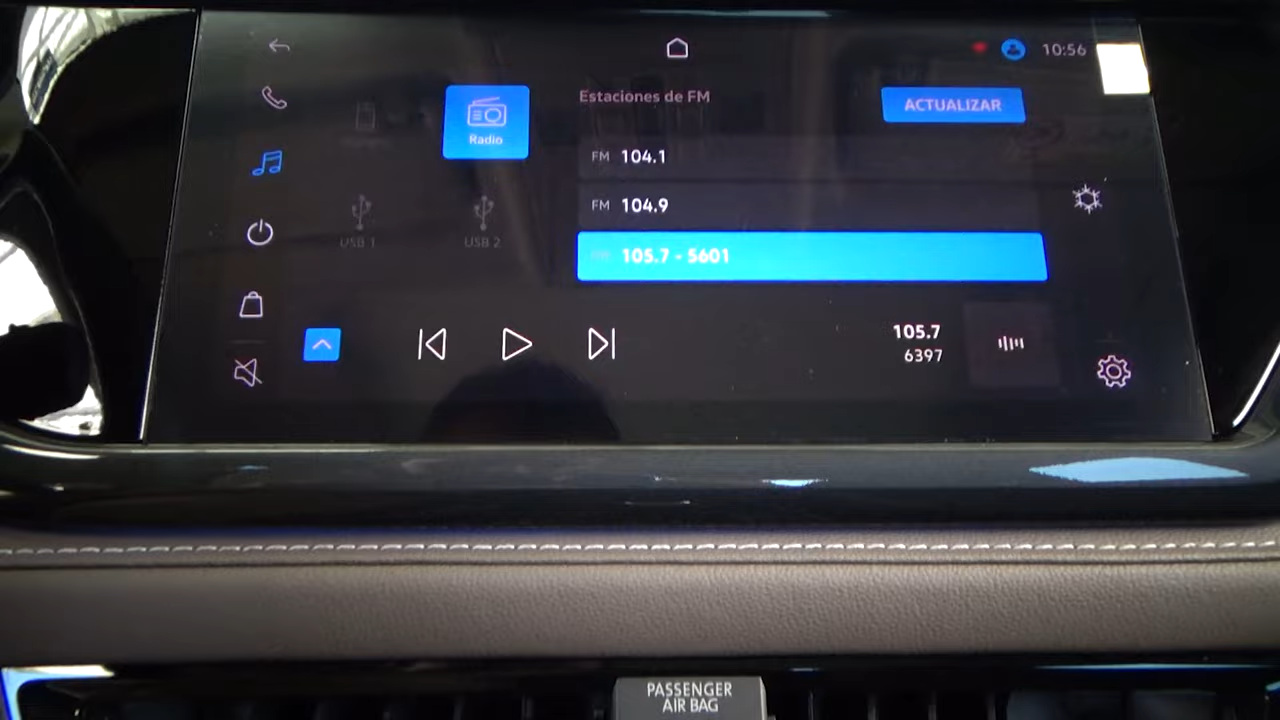 10:56
Estaciones de FM
ACTUALIZAR
Radio
FM 104.1
FM 104.9
USB 1
USB 2
105.7 - 5601
105.7
6397
PASSENGER
AIR BAG